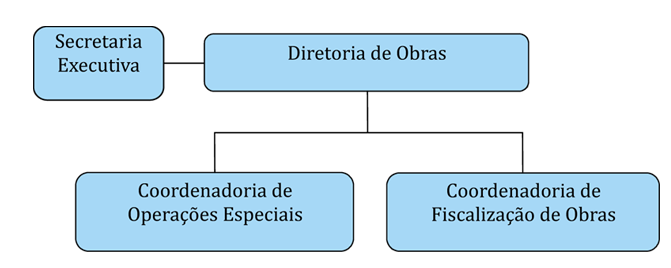 Secretaria
Executiva
Diretoria de Obras
Coordenadoria de
Operações Especiais
Coordenadoria de
Fiscalização de Obras